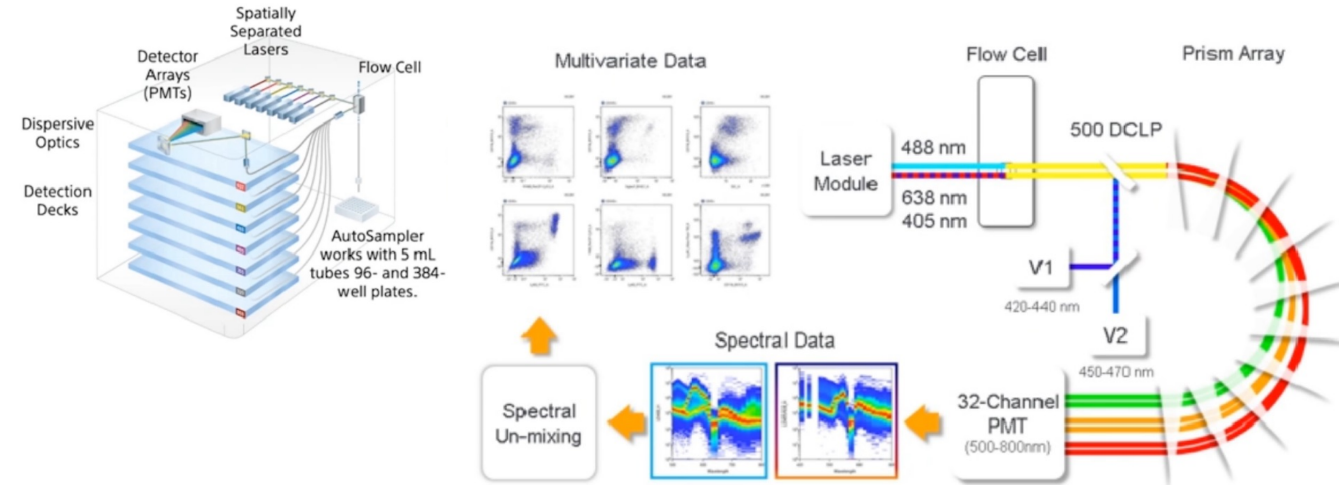 Spatially
Separated
Lasers
Detector
Arrays
(PMTs)
Flow Cell
Dispersive
Optics
Detection
Decks
AutoSampler
works with 5 mL
tubes 96- and 384-
well plates.
Multivariate Data
Flow Cell
Prism Array
500 DCLP
Laser
Module
488 nm
638 nm
405 nm
V1
420-440 nm
V2
450-470 nm
Spectral Data
32-Channel
PMT
(500-800nm)
Spectral
Un-mixing
Wavelength
Wavelength